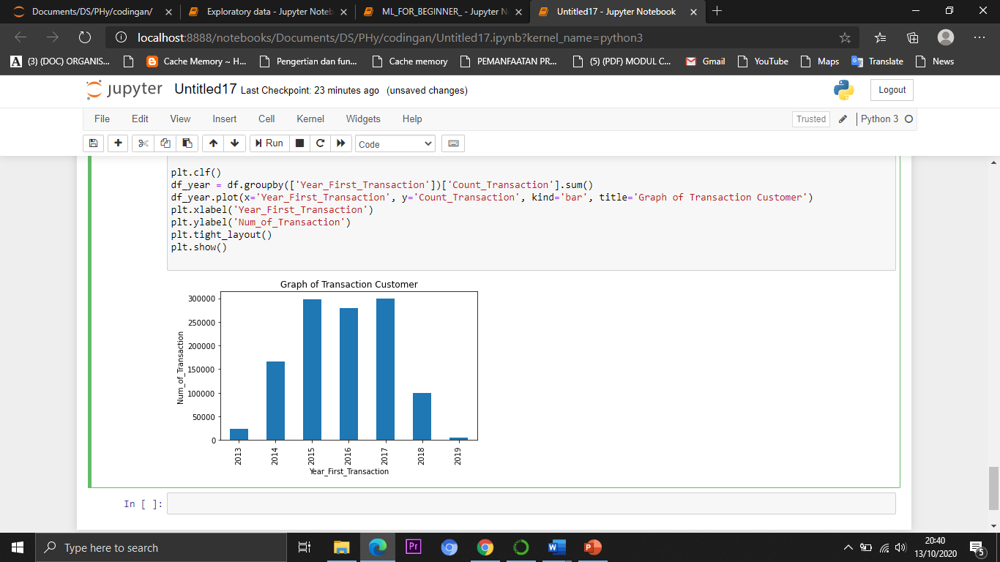 Documents/DS/PHy/codingan/
Exploratory data - Jupyter Noteb
ML_FOR_BEGINNER_ - Jupyter N
Untitled17 - Jupyter Notebook
localhost:8888/notebooks/Documents/DS/PHy/codingan/Untitled17.ipynb?kernel_name=python3
(3) (DOC) ORGANIS...
Cache Memory ~ H...
Pengertian dan fun...
Cache memory
PEMANFAATAN PR...
(5) (PDF) MODUL C...
Gmail
YouTube
Maps
Translate
News
jupyter Untitled17 Last Checkpoint: 23 minutes ago (unsaved changes)
Logout
File Edit View Insert Cell Kernel Widgets Help
Trusted
Python 3
Run
Code
plt.clf()
df_year = df.groupby(['Year_First_Transaction'])['Count_Transaction'].sum()
df_year.plot(x='Year_First_Transaction', y='Count_Transaction', kind='bar', title='Graph of Transaction Customer')
plt.xlabel('Year_First_Transaction')
plt.ylabel('Num_of_Transaction')
plt.tight_layout()
plt.show()
Graph of Transaction Customer
Num_of_Transaction
300000
250000
200000
150000
100000
50000
0
2013 2014 2015 2016 2017 2018 2019
Year_First_Transaction
In [ ]:
Type here to search
Pr
W
P
20:40
13/10/2020
5